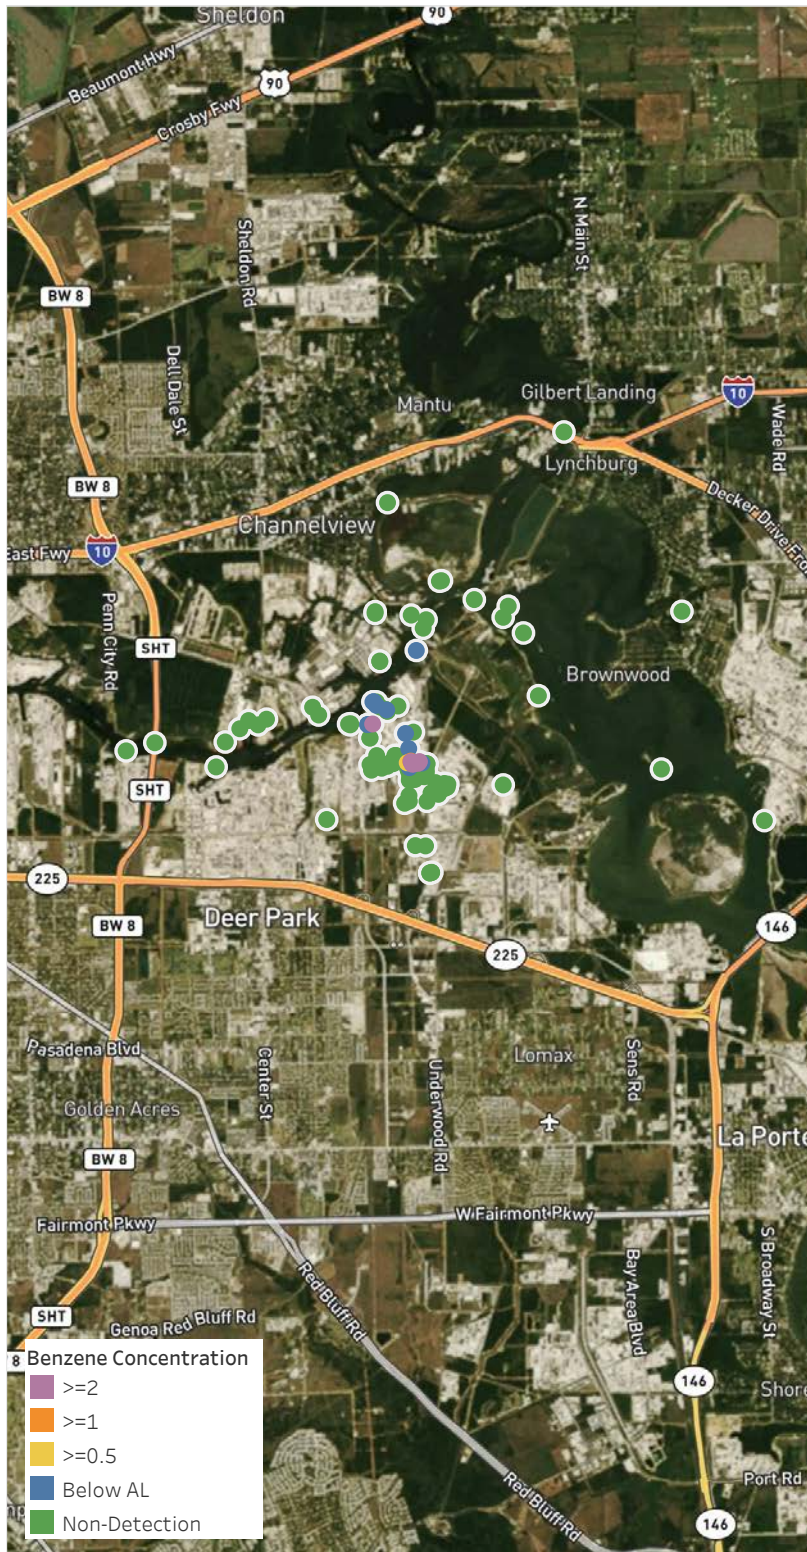 Sheldon
90
Beaumont Hwy
90
Crosby Fwy
N Main St
Sheldon Rd
BW 8
Dell Dale St
Gilbert Landing
10
Mantu
Wade Rd
Lynchburg
BW 8
Decker Drive
Channelview
East Fwy
10
Penn City Rd
SHT
Brownwood
SHT
225
Deer Park
BW 8
146
225
Pasadena Blvd
Center St
Underwood Rd
Lomax
Sens Rd
Golden Acres
La Porte
BW 8
Fairmont Pkwy
W Fairmont Pkwy
S Broadway St
Bay Area Blvd
Red Bluff Rd
SHT
Genoa Red Bluff Rd
8
Benzene Concentration
>=2
146
Shore
>=1
>=0.5
Port Rd
Below AL
Red Bluff Rd
146
Non-Detection